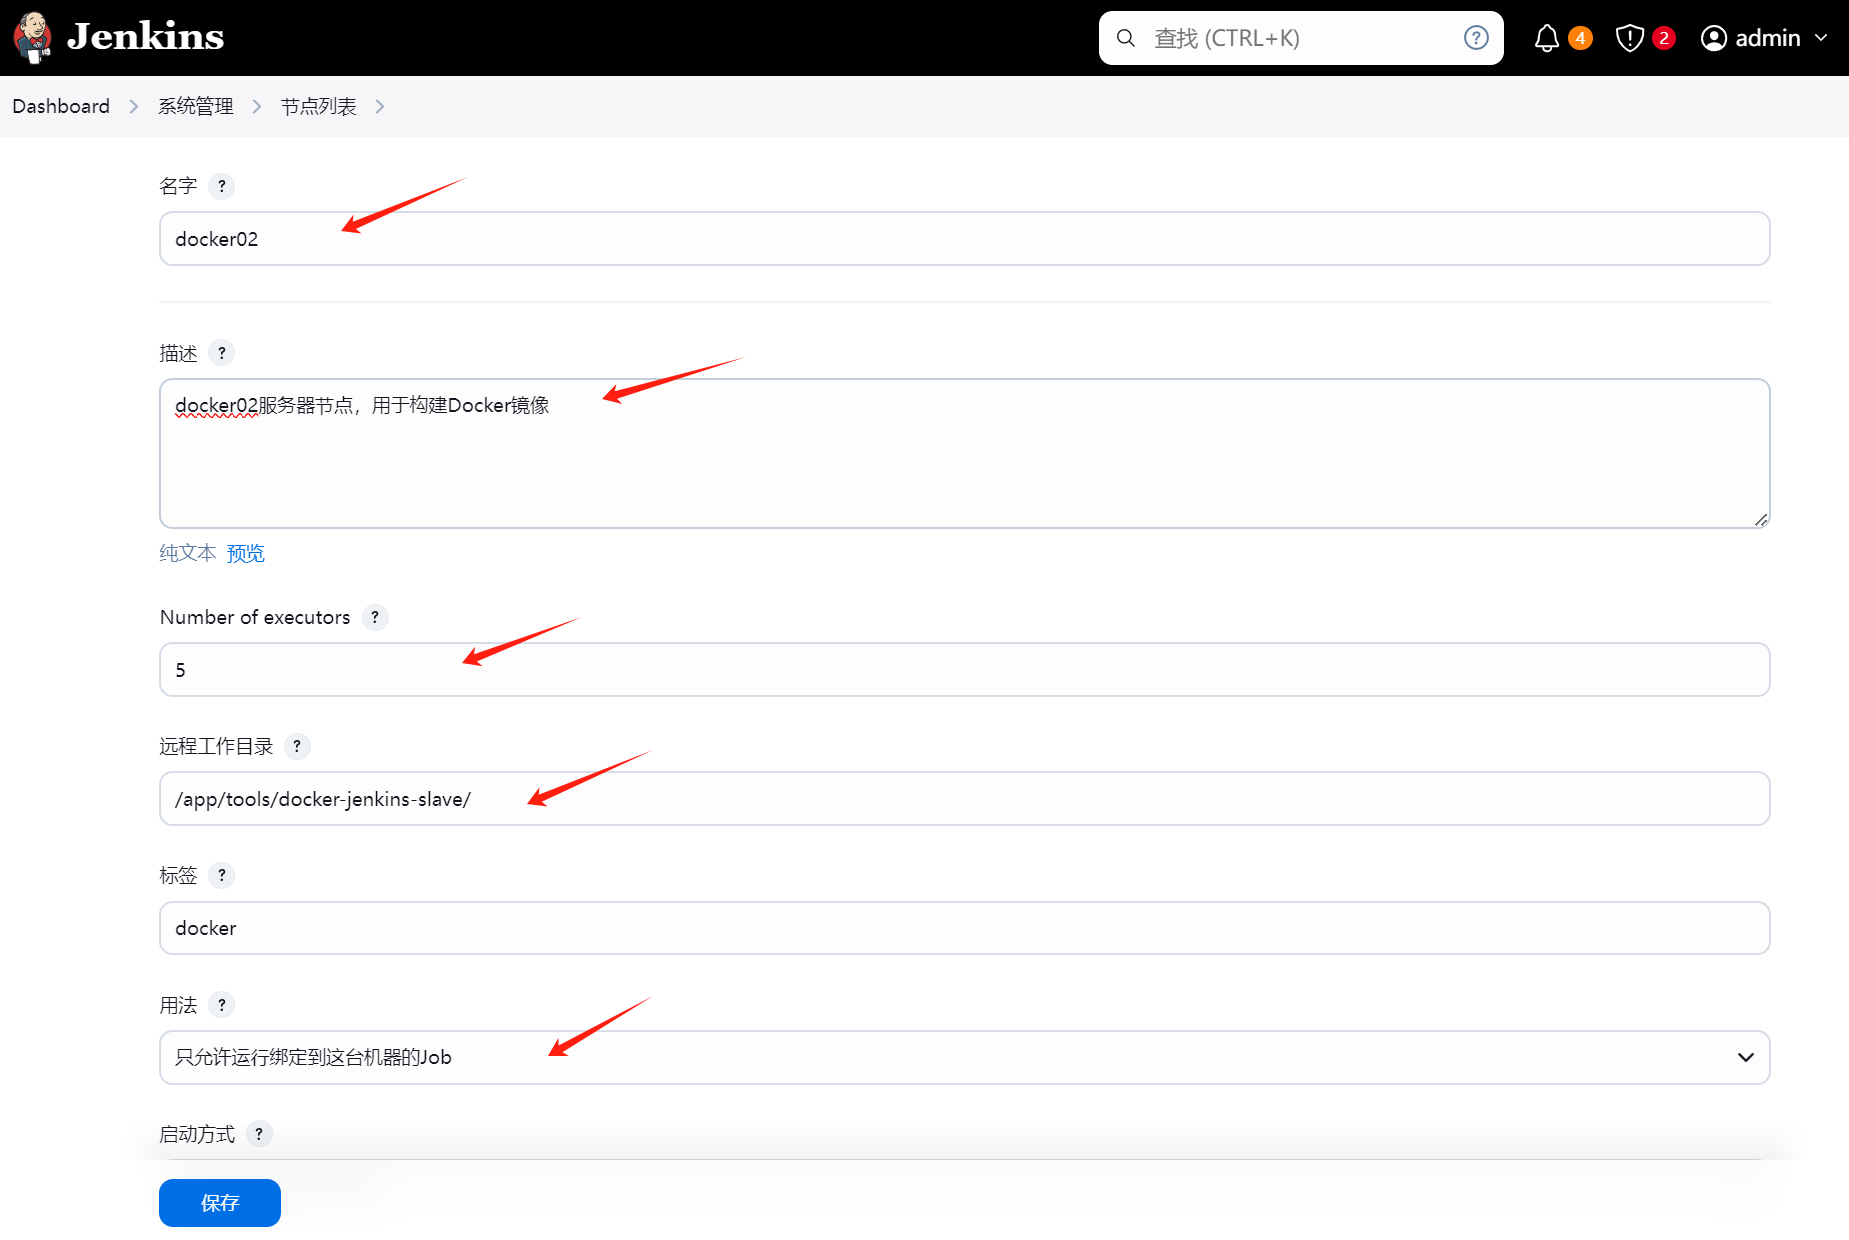 Jenkins
查找 (CTRL+K)
?
4
2
admin
Dashboard
系统管理
节点列表
名字 ?
docker02
描述 ?
docker02服务器节点，用于构建Docker镜像
纯文本 预览
Number of executors ?
5
远程工作目录 ?
/app/tools/docker-jenkins-slave/
标签 ?
docker
用法 ?
只允许运行绑定到这台机器的Job
启动方式 ?
保存